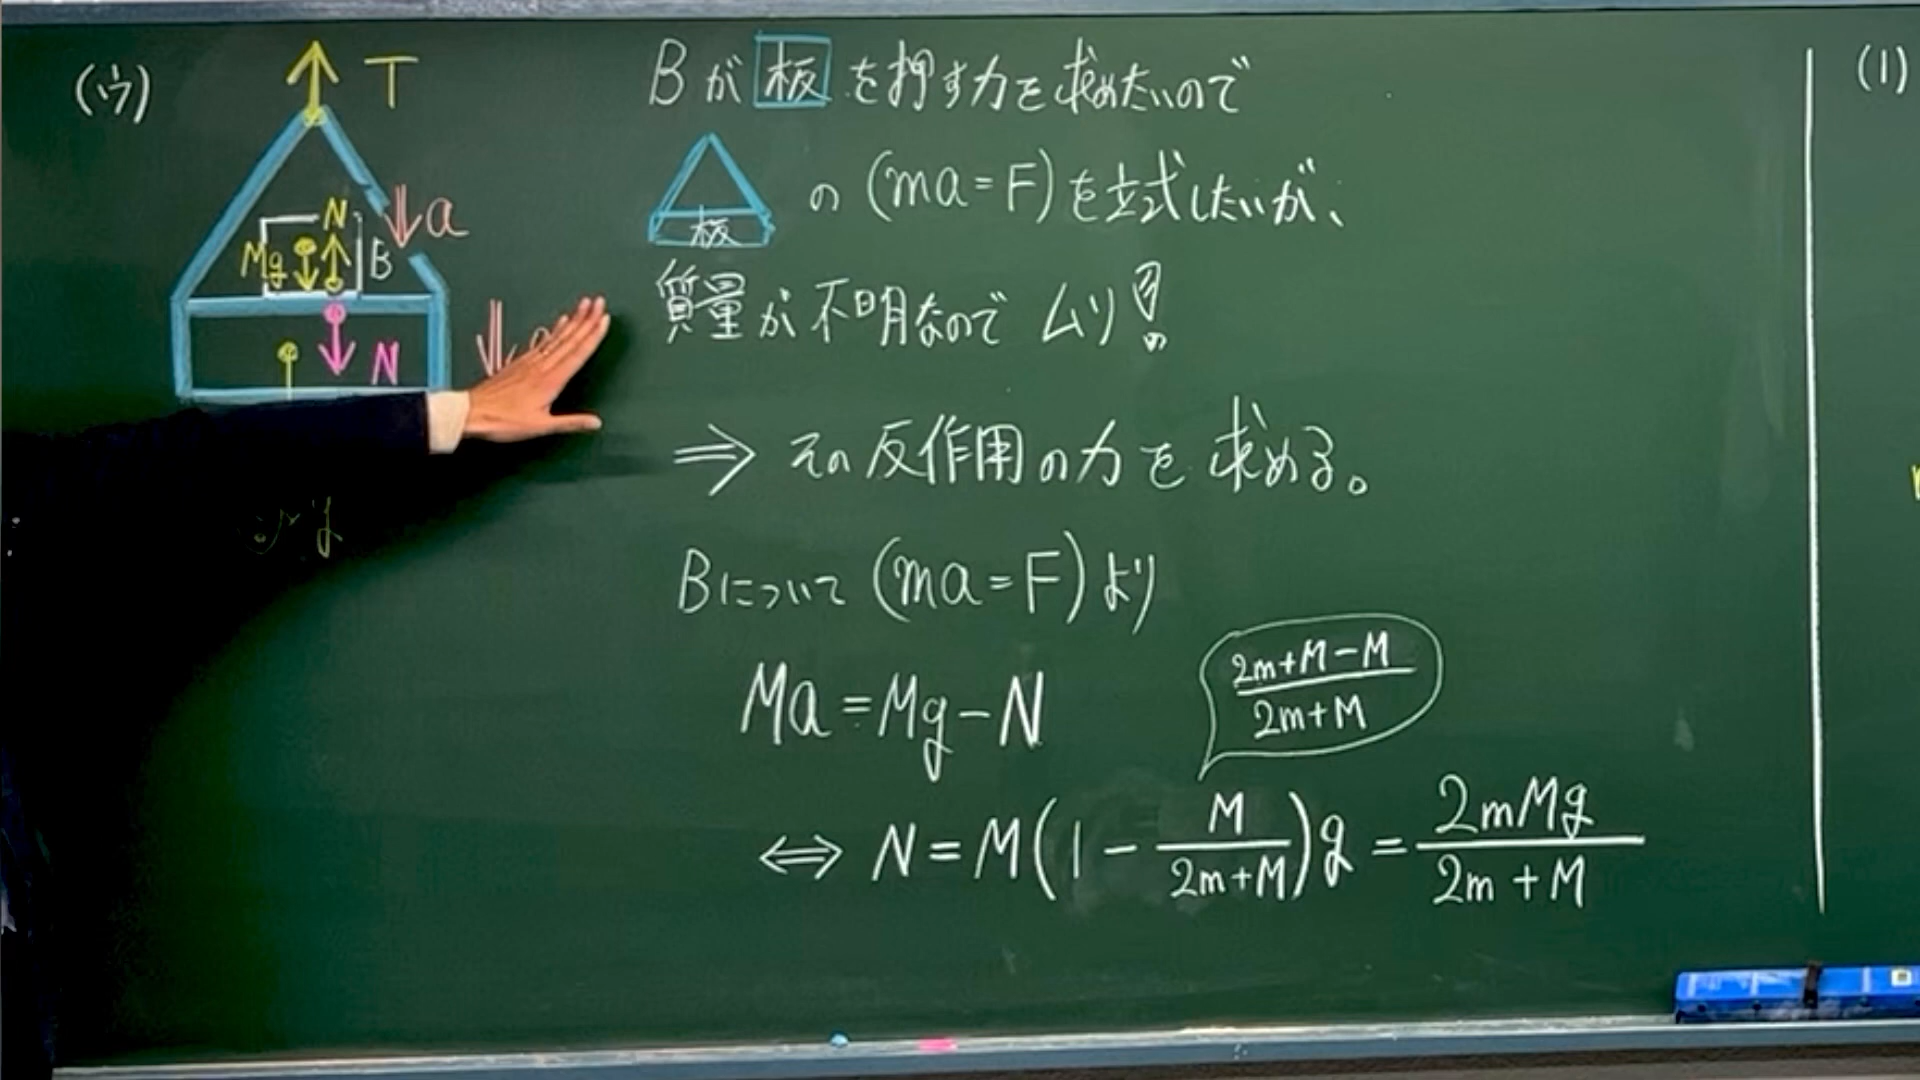 (ウ)
T
a
N
Mg
B
N
Bが板を押す力を求めたいので
板
の(ma=F)を立式したいが、
質量が不明なのでムリ!
⇒その反作用の力を求める。
Bについて(ma=F)より
Ma=Mg-N
2m+M-M
2m+M
⇔ N=M(1-M/2m+M)g=2mMg/2m+M
(1)